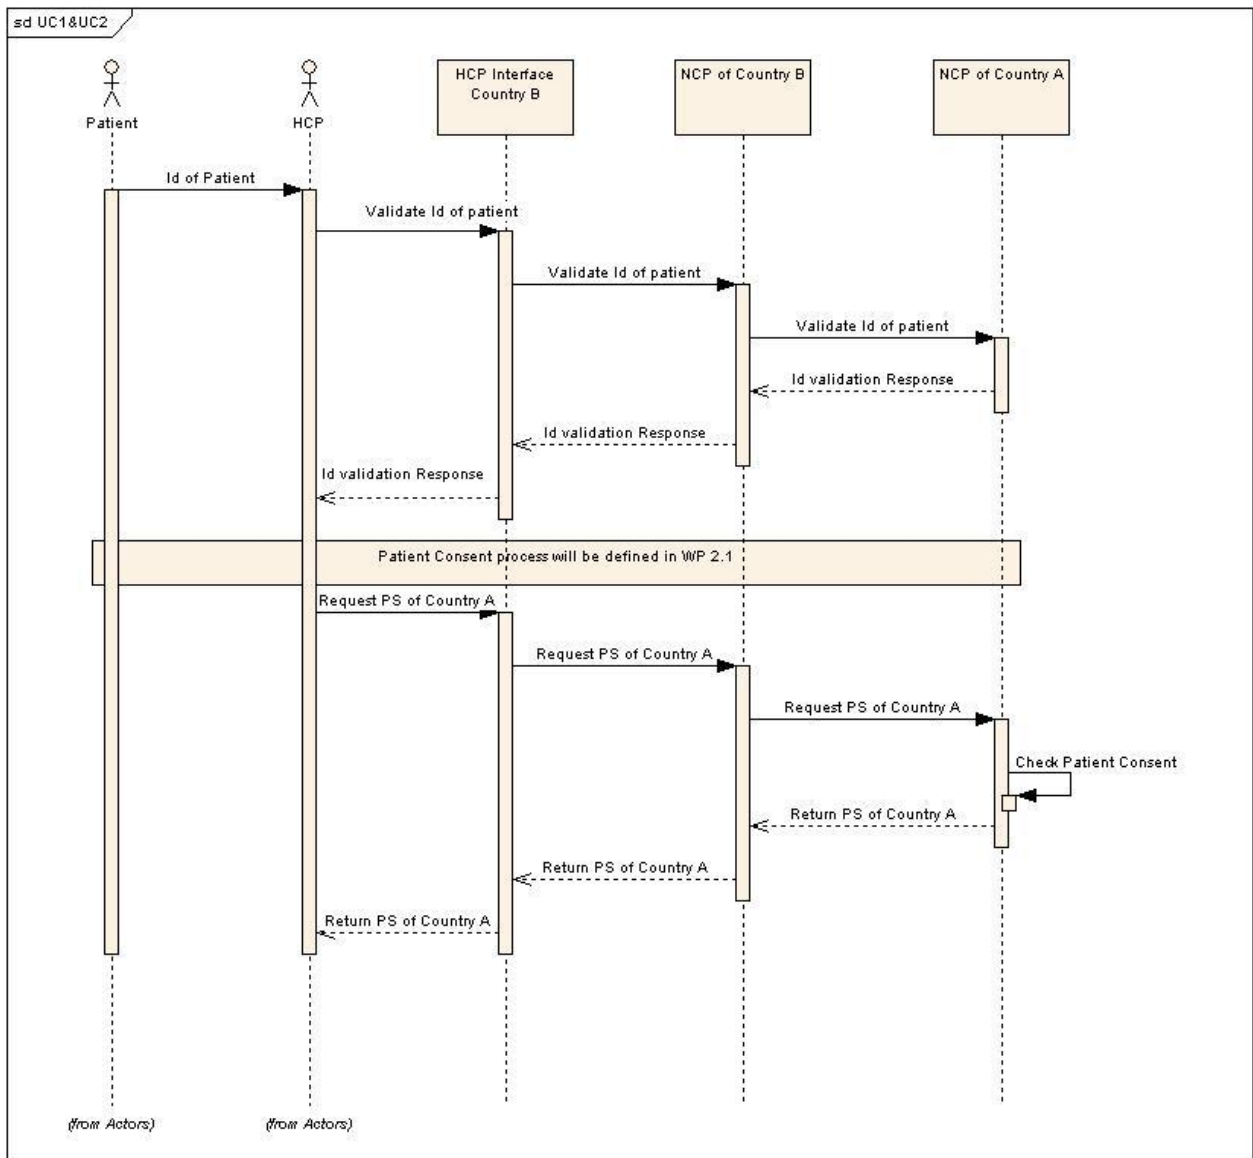 sd UC1&UC2
Patient
HCP
HCP Interface
Country B
NCP of Country B
NCP of Country A
Id of Patient
Validate Id of patient
Validate Id of patient
Validate Id of patient
Id validation Response
Id validation Response
Id validation Response
Patient Consent process will be defined in WP 2.1
Request PS of Country A
Request PS of Country A
Request PS of Country A
Check Patient Consent
Return PS of Country A
Return PS of Country A
Return PS of Country A
(from Actors)
(from Actors)